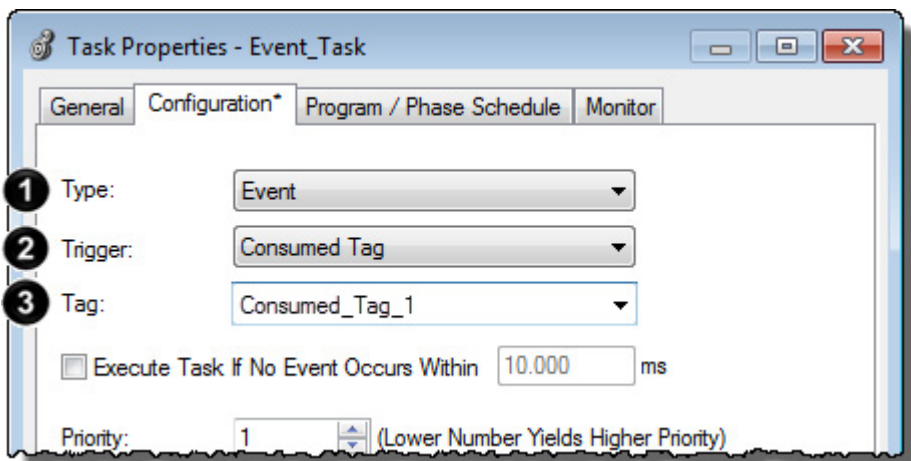 Task Properties - Event_Task
General Configuration* Program / Phase Schedule Monitor
1 Type: Event
2 Trigger: Consumed Tag
3 Tag: Consumed_Tag_1
Execute Task If No Event Occurs Within 10.000 ms
Priority: 1 (Lower Number Yields Higher Priority)